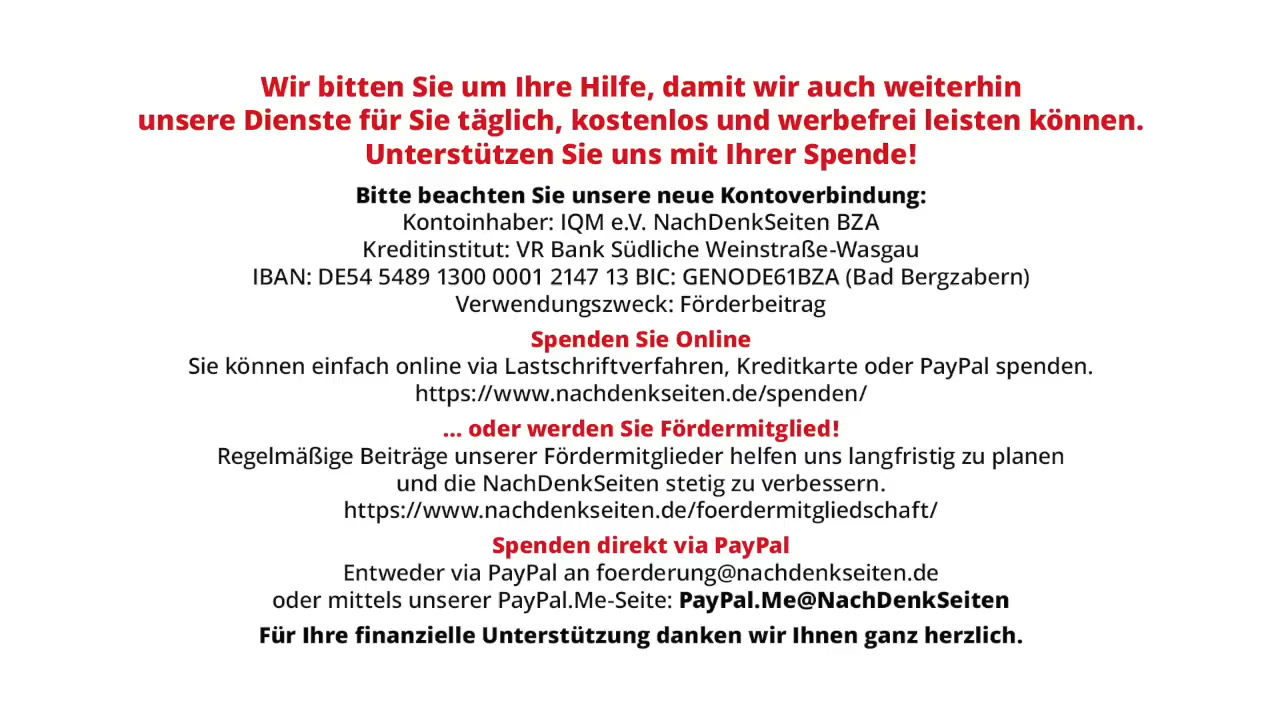 Wir bitten Sie um Ihre Hilfe, damit wir auch weiterhin
unsere Dienste für Sie täglich, kostenlos und werbefrei leisten können.
Unterstützen Sie uns mit Ihrer Spende!
Bitte beachten Sie unsere neue Kontoverbindung:
Kontoinhaber: IQM e.V. NachDenkSeiten BZA
Kreditinstitut: VR Bank Südliche Weinstraße-Wasgau
IBAN: DE54 5489 1300 0001 2147 13 BIC: GENODE61BZA (Bad Bergzabern)
Verwendungszweck: Förderbeitrag
Spenden Sie Online
Sie können einfach online via Lastschriftverfahren, Kreditkarte oder PayPal spenden.
https://www.nachdenkseiten.de/spenden/
... oder werden Sie Fördermitglied!
Regelmäßige Beiträge unserer Fördermitglieder helfen uns langfristig zu planen
und die NachDenkSeiten stetig zu verbessern.
https://www.nachdenkseiten.de/foerdermitgliedschaft/
Spenden direkt via PayPal
Entweder via PayPal an foerderung@nachdenkseiten.de
oder mittels unserer PayPal.Me-Seite: PayPal.Me@NachDenkSeiten
Für Ihre finanzielle Unterstützung danken wir Ihnen ganz herzlich.